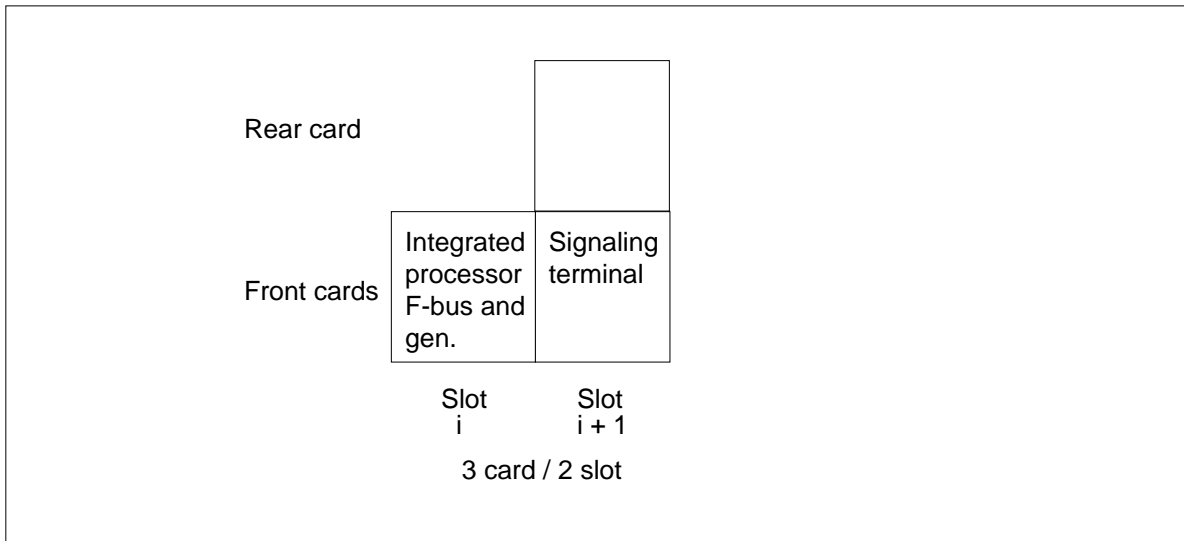 Rear card
Front cards
Integrated
processor
F-bus and
gen.
Signaling
terminal
Slot
i
Slot
i + 1
3 card / 2 slot